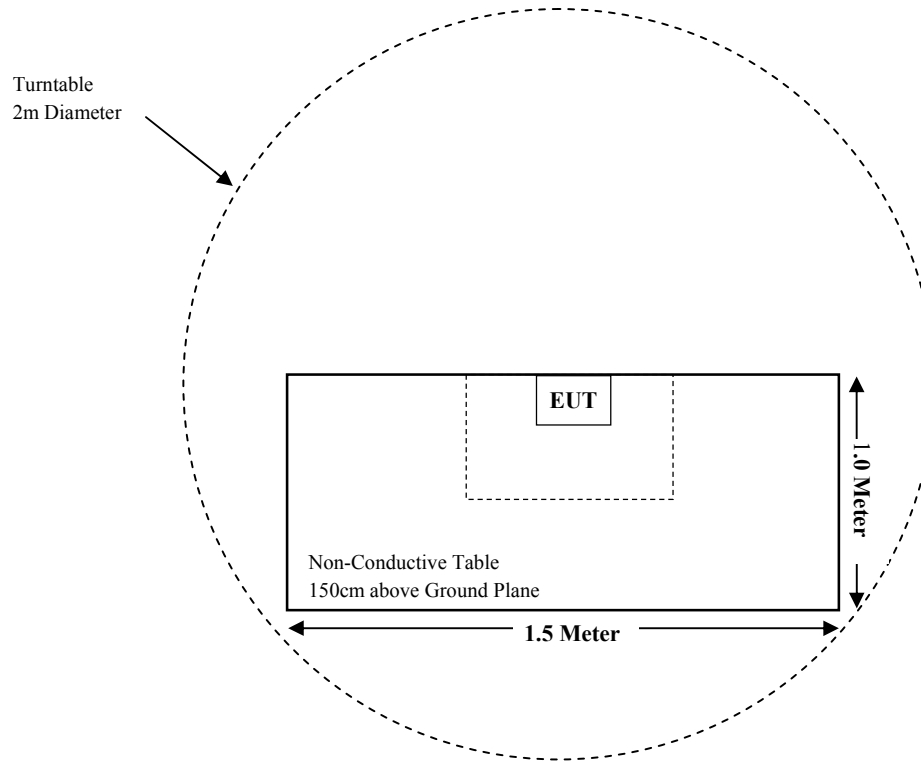 Turntable
2m Diameter
EUT
1.0 Meter
Non-Conductive Table
150cm above Ground Plane
1.5 Meter